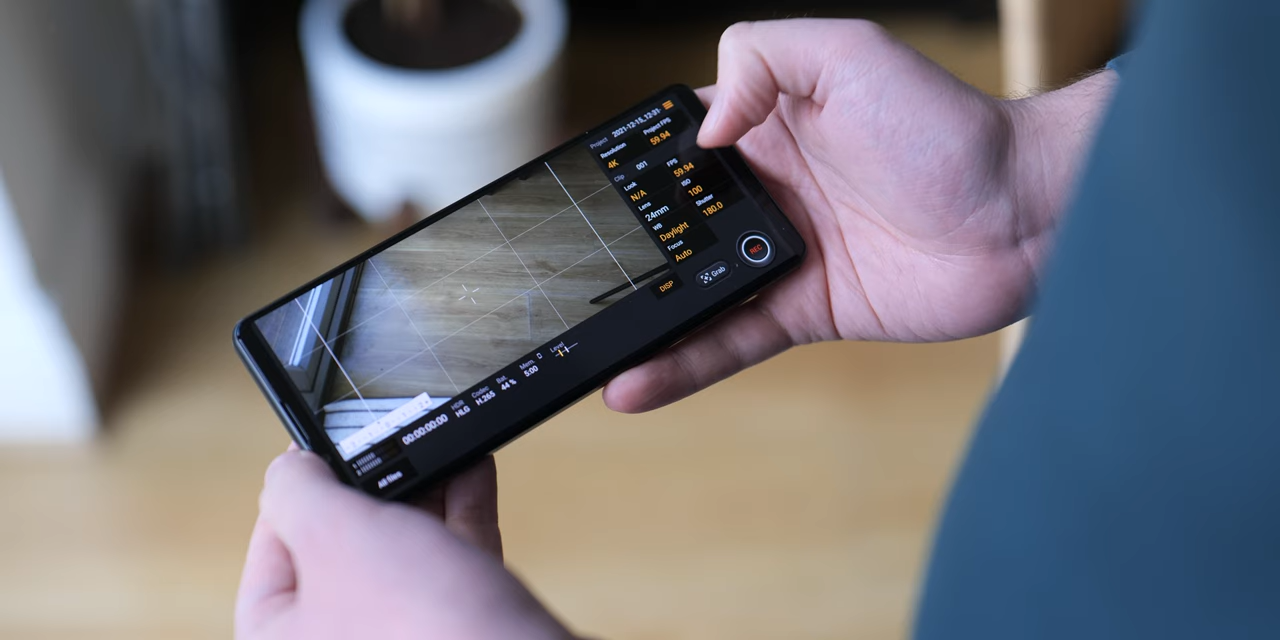 Project 2021-12-15_12-31
Resolution Project FPS
4K 59.94
Clip 001
Look FPS
N/A 59.94
Lens ISO
24mm 100
WB Shutter
Daylight 180.0
Focus
Auto
DISP
Grab
REC
00:00:00:00
HDR Codec Bat. Mem. Level
HLG H.265 44 % 5:00
All files